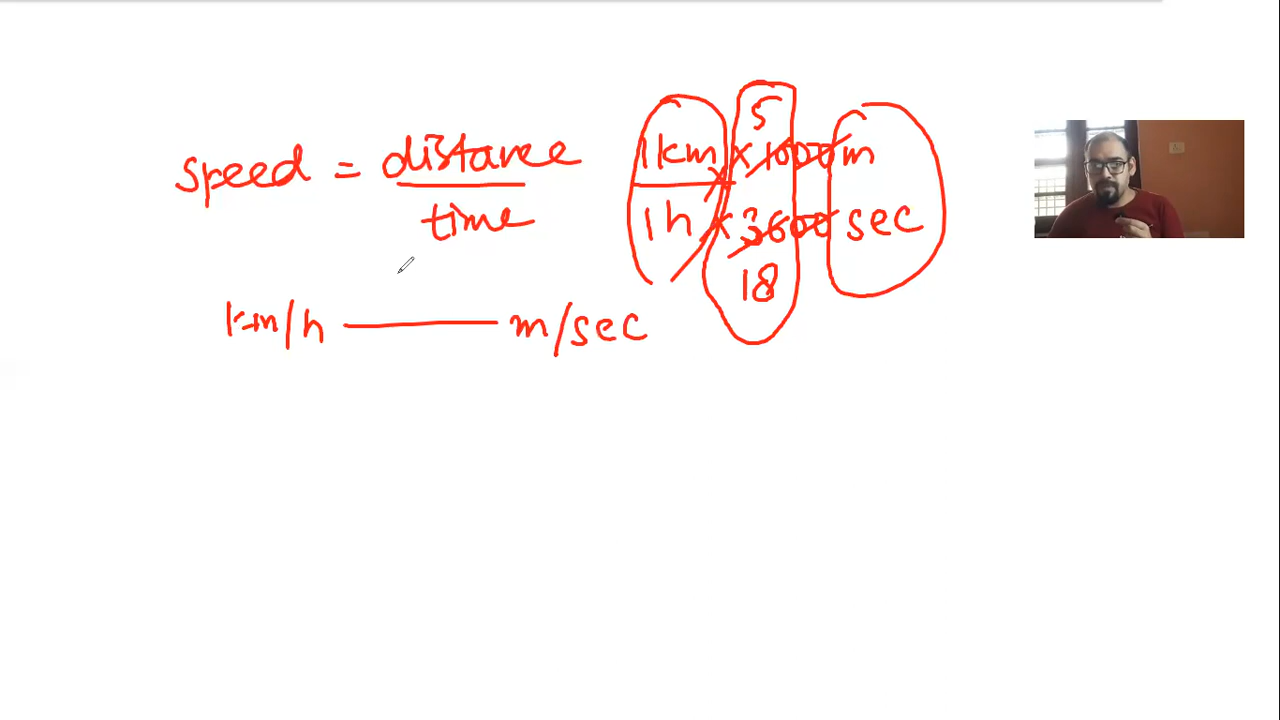 5
speed = distance 1km × 1000m
time 1h × 3600 sec
18
km/h — m/sec